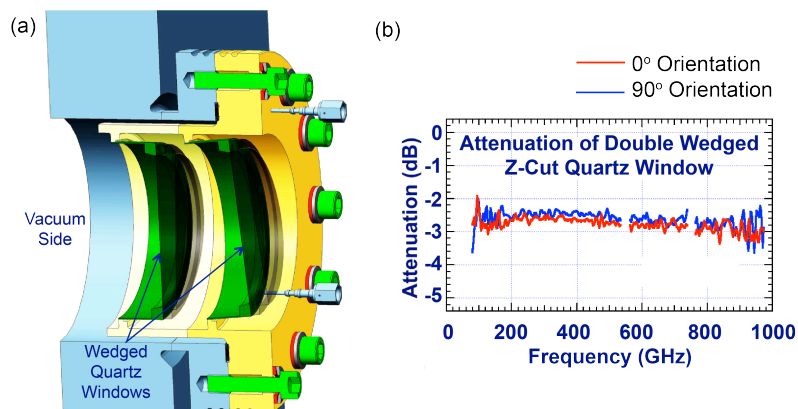 (a)
Vacuum
Side
Wedged
Quartz
Windows
(b)
0° Orientation
90° Orientation
Attenuation of Double Wedged
Z-Cut Quartz Window
Attenuation (dB)
0
-1
-2
-3
-4
-5
0 200 400 600 800 1000
Frequency (GHz)